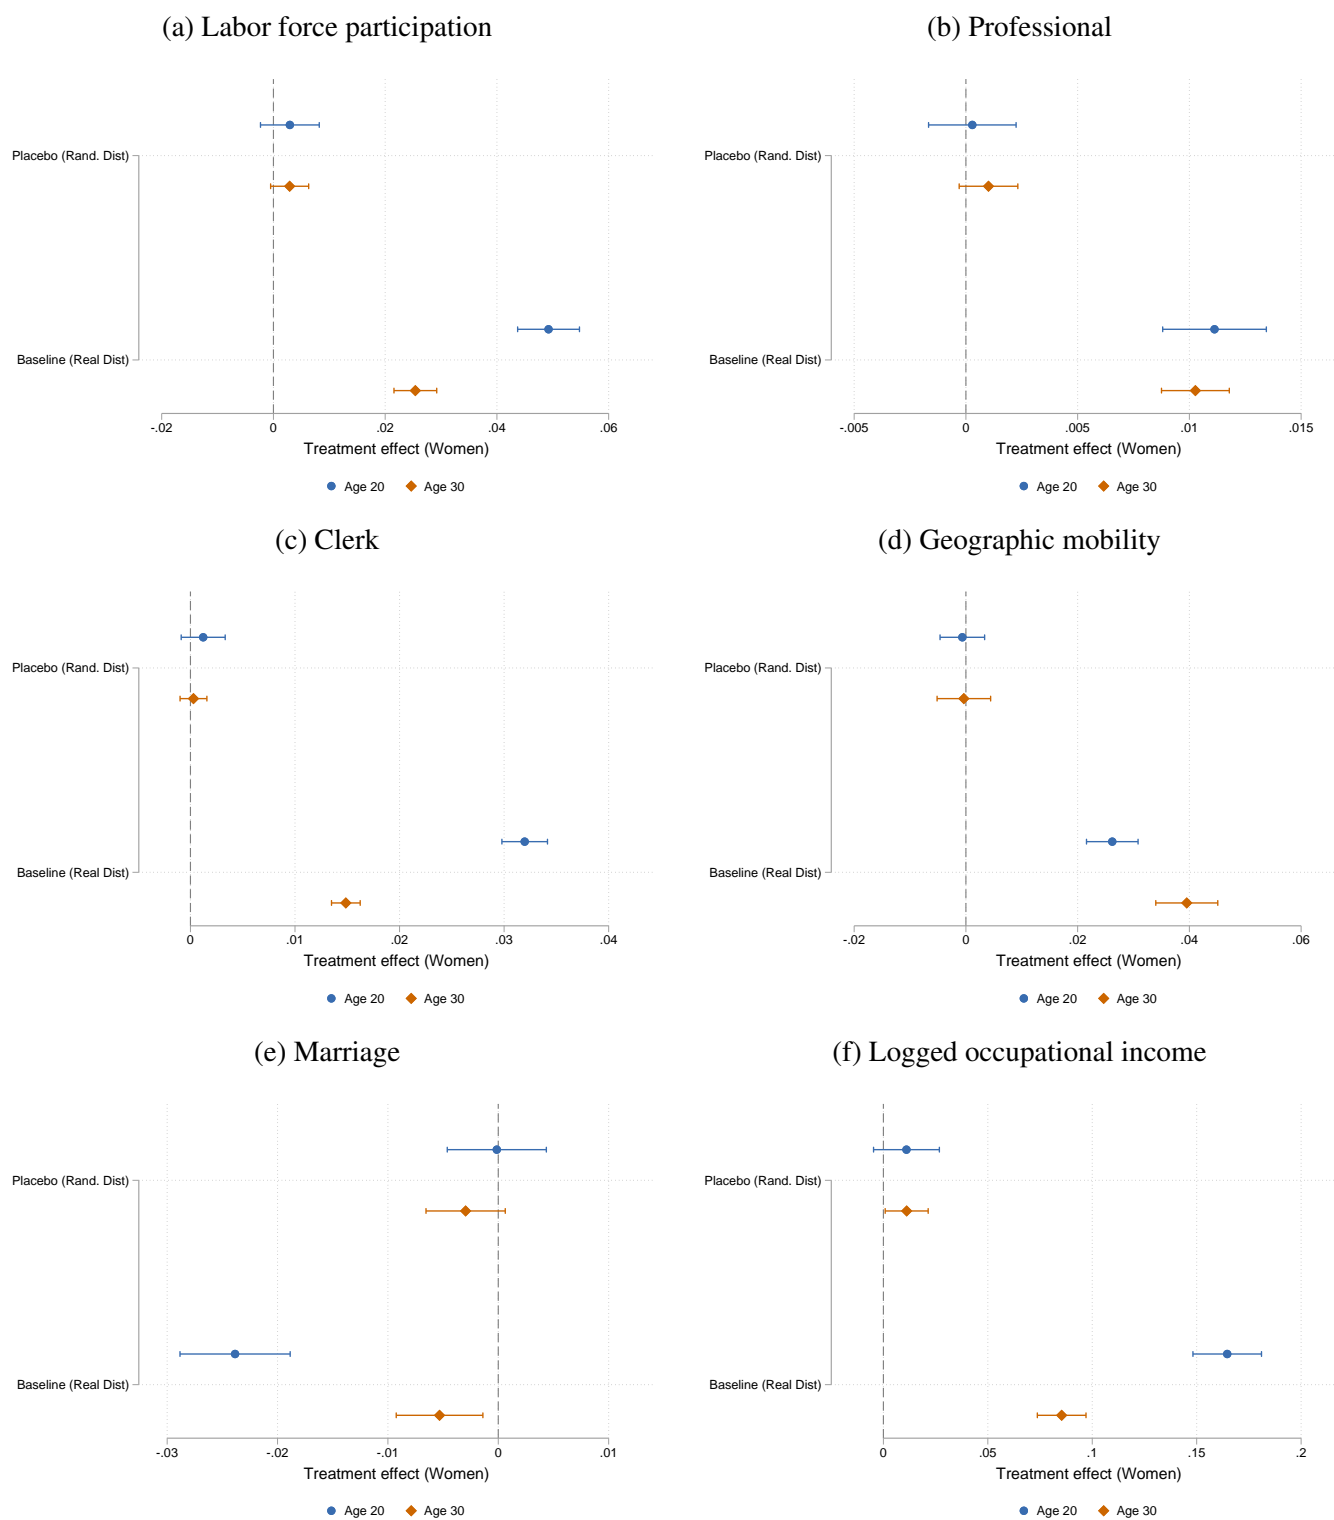 (a) Labor force participation
Placebo (Rand. Dist)
Baseline (Real Dist)
-.02 0 .02 .04 .06
Treatment effect (Women)
Age 20 Age 30
(b) Professional
Placebo (Rand. Dist)
Baseline (Real Dist)
-.005 0 .005 .01 .015
Treatment effect (Women)
Age 20 Age 30
(c) Clerk
Placebo (Rand. Dist)
Baseline (Real Dist)
0 .01 .02 .03 .04
Treatment effect (Women)
Age 20 Age 30
(d) Geographic mobility
Placebo (Rand. Dist)
Baseline (Real Dist)
-.02 0 .02 .04 .06
Treatment effect (Women)
Age 20 Age 30
(e) Marriage
Placebo (Rand. Dist)
Baseline (Real Dist)
-.03 -.02 -.01 0 .01
Treatment effect (Women)
Age 20 Age 30
(f) Logged occupational income
Placebo (Rand. Dist)
Baseline (Real Dist)
0 .05 .1 .15 .2
Treatment effect (Women)
Age 20 Age 30